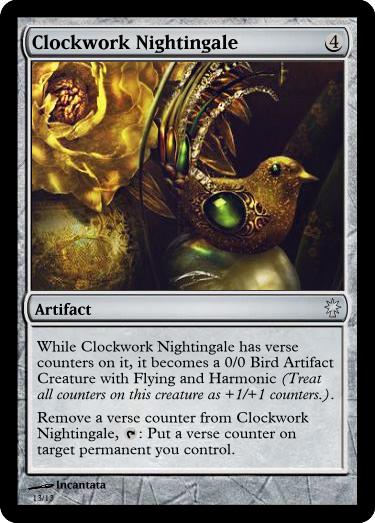 Clockwork Nightingale 4
Artifact
While Clockwork Nightingale has verse
counters on it, it becomes a 0/0 Bird Artifact
Creature with Flying and Harmonic (Treat
all counters on this creature as +1/+1 counters.).
Remove a verse counter from Clockwork
Nightingale, : Put a verse counter on
target permanent you control.
Incantata
13/13